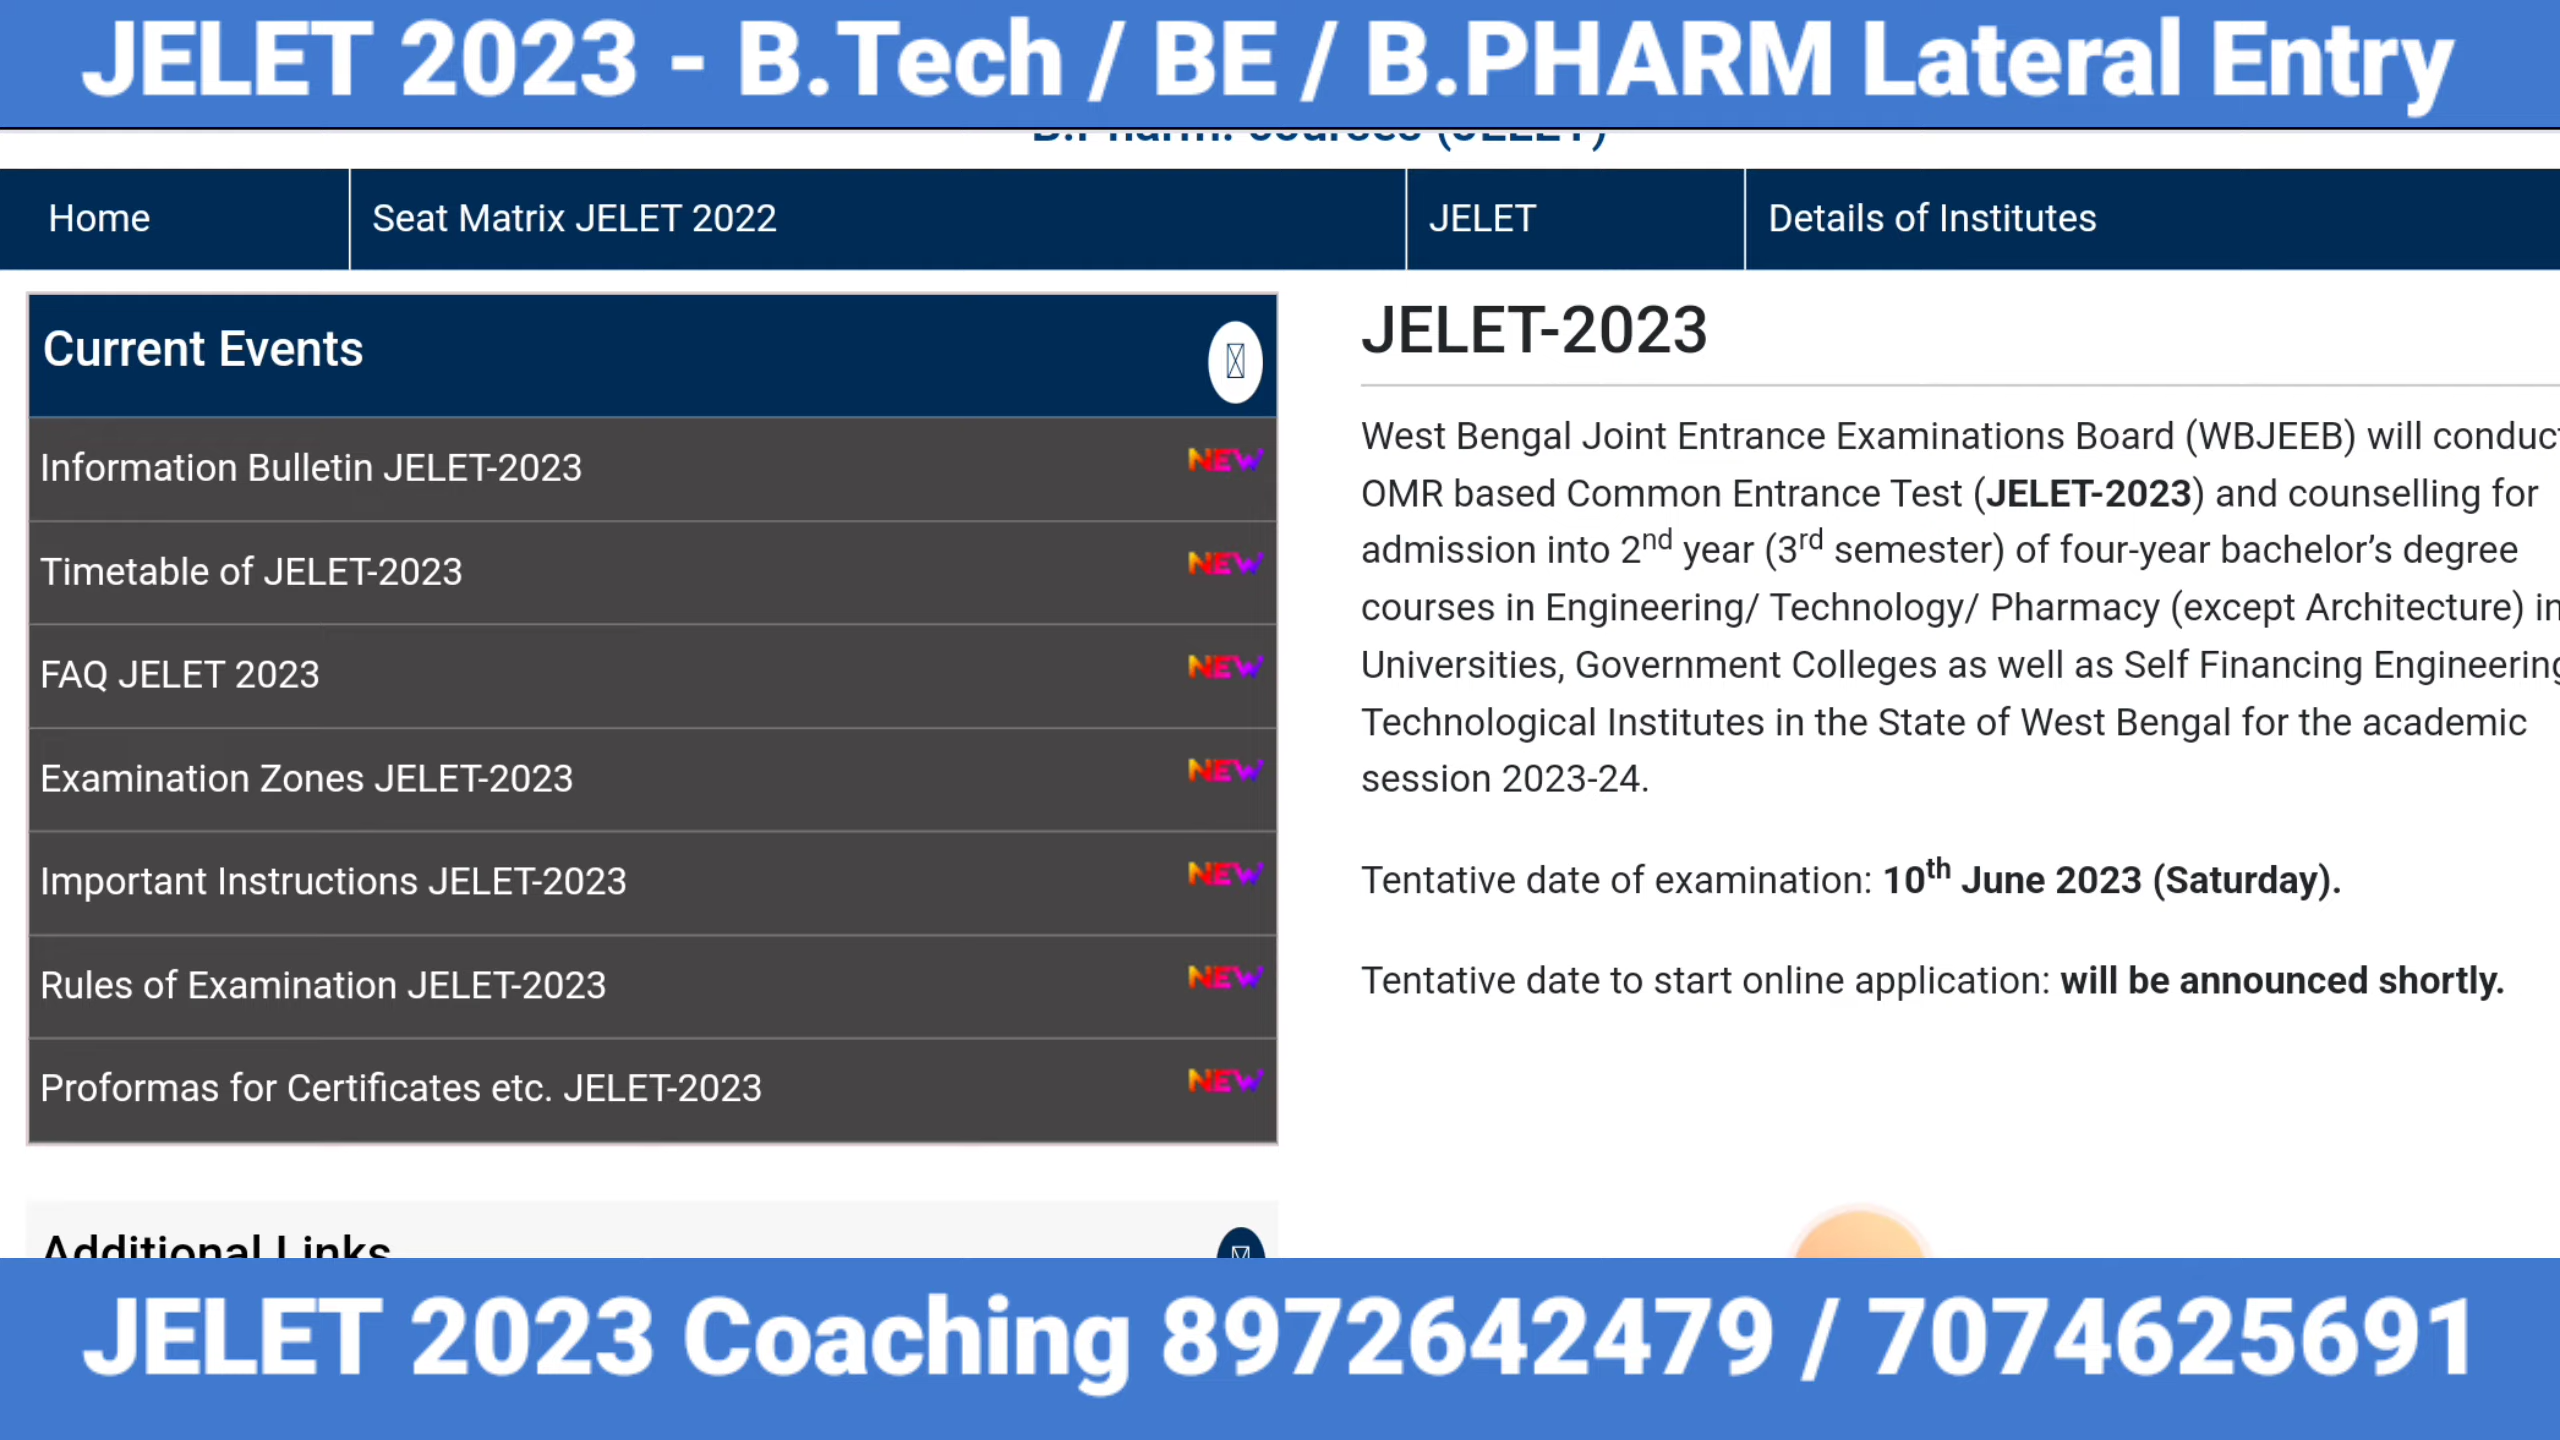 JELET 2023 - B.Tech / BE / B.PHARM Lateral Entry
B.Pharm. courses (JELET)
Home
Seat Matrix JELET 2022
JELET
Details of Institutes
Current Events
Information Bulletin JELET-2023 NEW
Timetable of JELET-2023 NEW
FAQ JELET 2023 NEW
Examination Zones JELET-2023 NEW
Important Instructions JELET-2023 NEW
Rules of Examination JELET-2023 NEW
Proformas for Certificates etc. JELET-2023 NEW
Additional Links
JELET-2023
West Bengal Joint Entrance Examinations Board (WBJEEB) will conduct
OMR based Common Entrance Test (JELET-2023) and counselling for
admission into 2nd year (3rd semester) of four-year bachelor’s degree
courses in Engineering/ Technology/ Pharmacy (except Architecture) in
Universities, Government Colleges as well as Self Financing Engineering
Technological Institutes in the State of West Bengal for the academic
session 2023-24.
Tentative date of examination: 10th June 2023 (Saturday).
Tentative date to start online application: will be announced shortly.
JELET 2023 Coaching 8972642479 / 7074625691